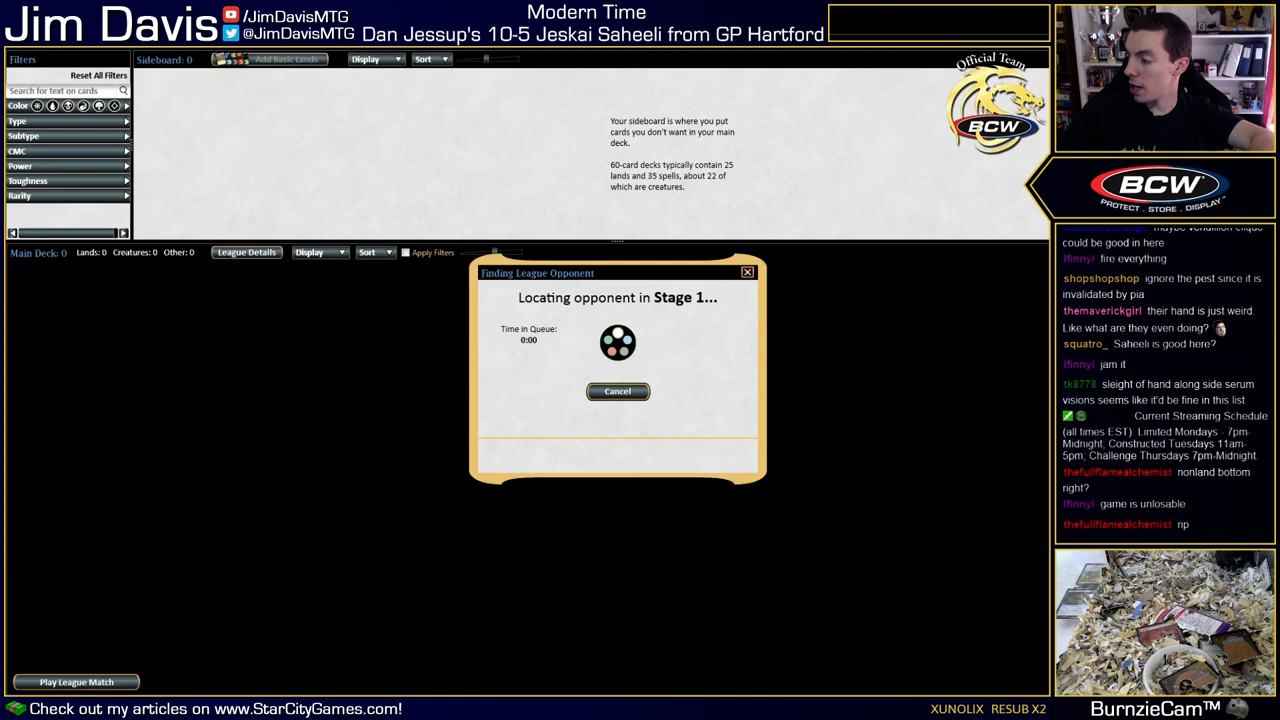 Jim Davis
/JimDavisMTG
@JimDavisMTG
Modern Time
Dan Jessup's 10-5 Jeskai Saheeli from GP Hartford
Filters
Reset All Filters
Search for text on cards
Color
Type
Subtype
CMC
Power
Toughness
Rarity
Sideboard: 0
Add Basic Lands
Display
Sort
Your sideboard is where you put
cards you don't want in your main
deck.
60-card decks typically contain 25
lands and 35 spells, about 22 of
which are creatures.
Official Team
BCW
Main Deck: 0 Lands: 0 Creatures: 0 Other: 0
League Details
Display
Sort
Apply Filters
Finding League Opponent
Locating opponent in Stage 1...
Time in Queue:
0:00
Cancel
Play League Match
BCW
PROTECT . STORE . DISPLAY
maybe vendilion clique
could be good in here
lfinnyl fire everything
shopshopshop ignore the pest since it is
invalidated by pia
themaverickgirl their hand is just weird.
Like what are they even doing?
squatro_ Saheeli is good here?
lfinnyl jam it
tk8778 sleight of hand along side serum
visions seems like it'd be fine in this list
Current Streaming Schedule
(all times EST) Limited Mondays - 7pm-
Midnight; Constructed Tuesdays 11am-
5pm; Challenge Thursdays 7pm-Midnight.
thefullflamealchemist nonland bottom
right?
lfinnyl game is unlosable
thefullflamealchemist rip
Check out my articles on www.StarCityGames.com!
XUNOLIX RESUB X2
BurnzieCam™